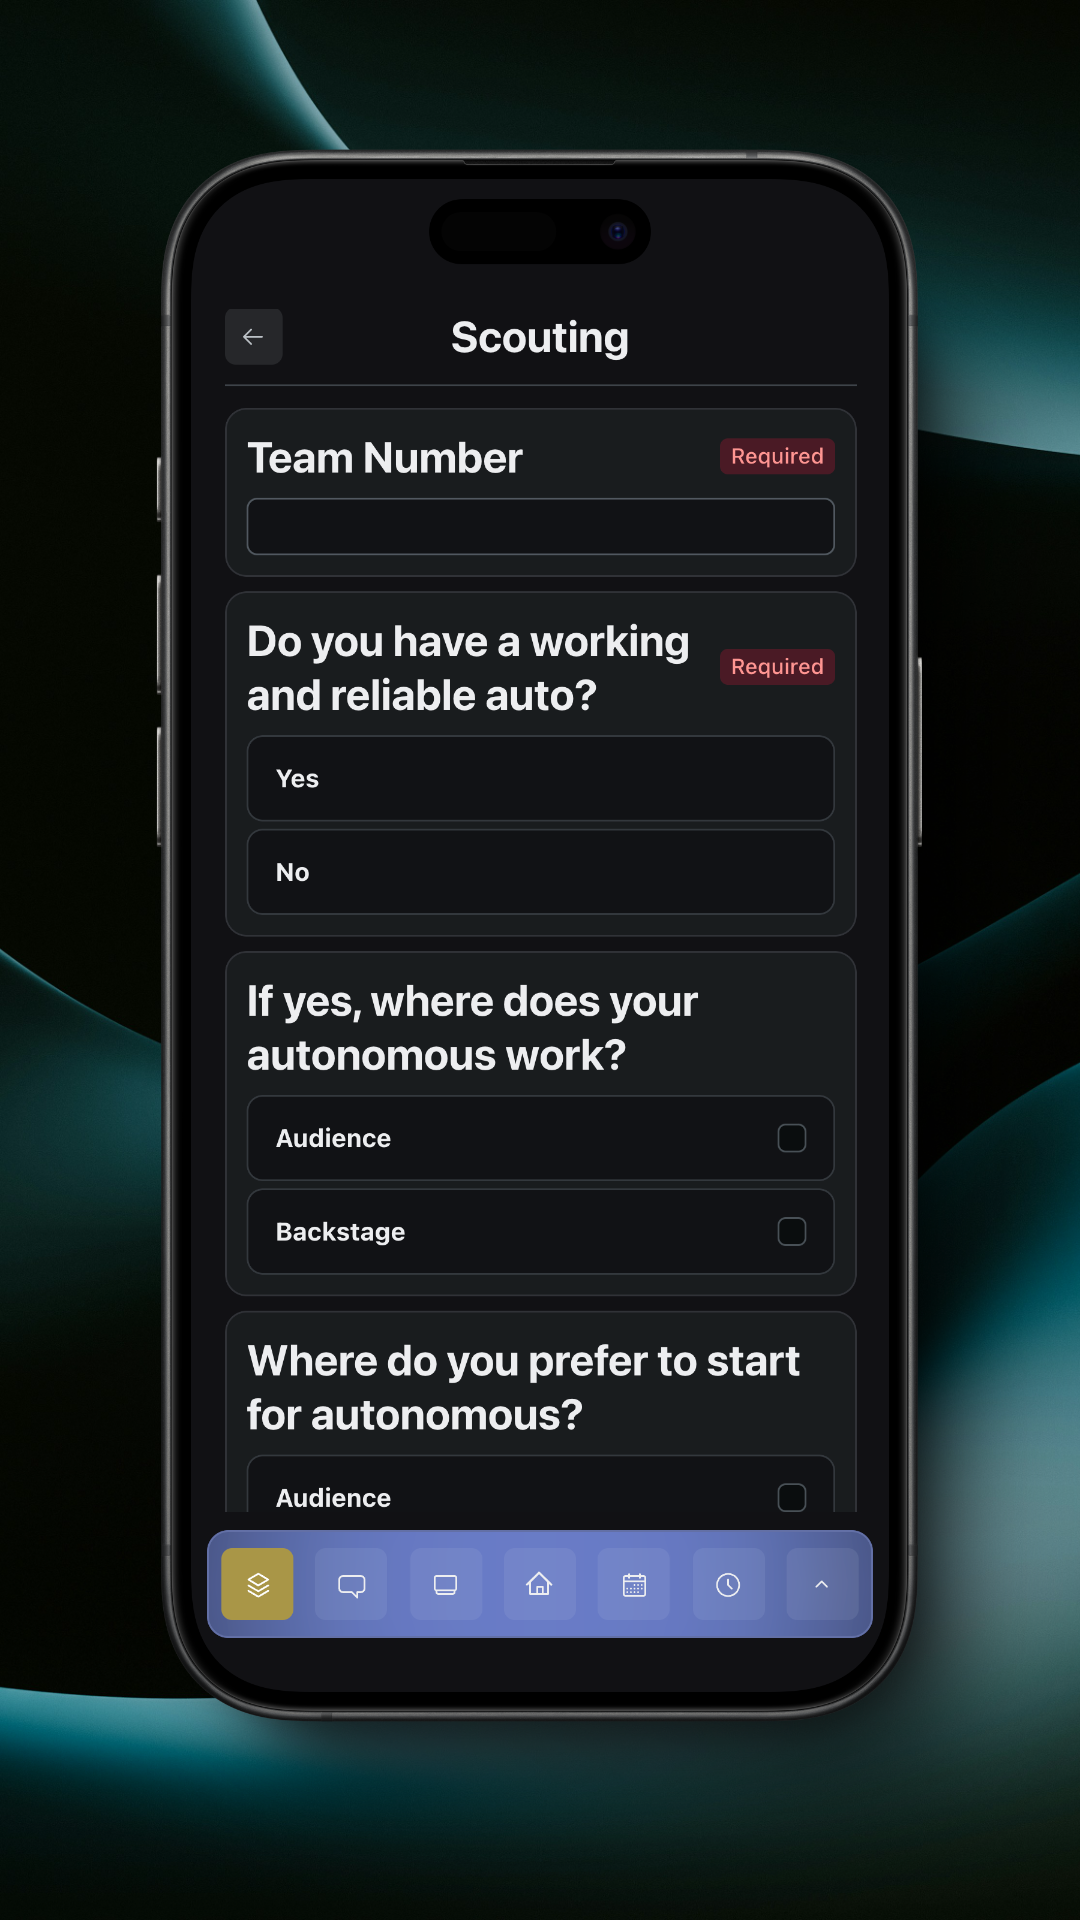 Scouting
Team Number
Required
Do you have a working
and reliable auto?
Required
Yes
No
If yes, where does your
autonomous work?
Audience
Backstage
Where do you prefer to start
for autonomous?
Audience